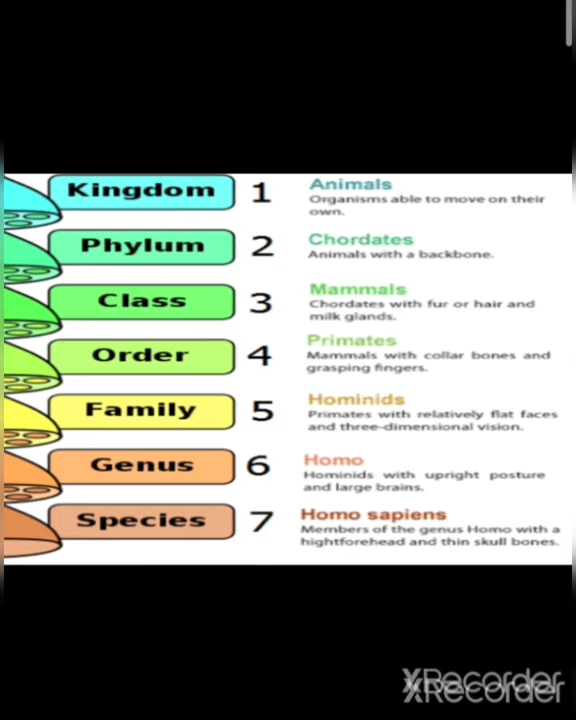 Kingdom 1 Animals
Organisms able to move on their
own.
Phylum 2 Chordates
Animals with a backbone.
Class 3 Mammals
Chordates with fur or hair and
milk glands.
Order 4 Primates
Mammals with collar bones and
grasping fingers.
Family 5 Hominids
Primates with relatively flat faces
and three-dimensional vision.
Genus 6 Homo
Hominids with upright posture
and large brains.
Species 7 Homo sapiens
Members of the genus Homo with a
hightforehead and thin skull bones.
XRecorder